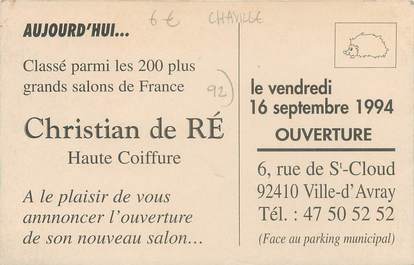 6€ CHAVILLE
AUJOURD'HUI...
Classé parmi les 200 plus
grands salons de France
92)
Christian de RÉ
Haute Coiffure
A le plaisir de vous
annnoncer l'ouverture
de son nouveau salon...
le vendredi
16 septembre 1994
OUVERTURE
6, rue de St-Cloud
92410 Ville-d'Avray
Tél. : 47 50 52 52
(Face au parking municipal)